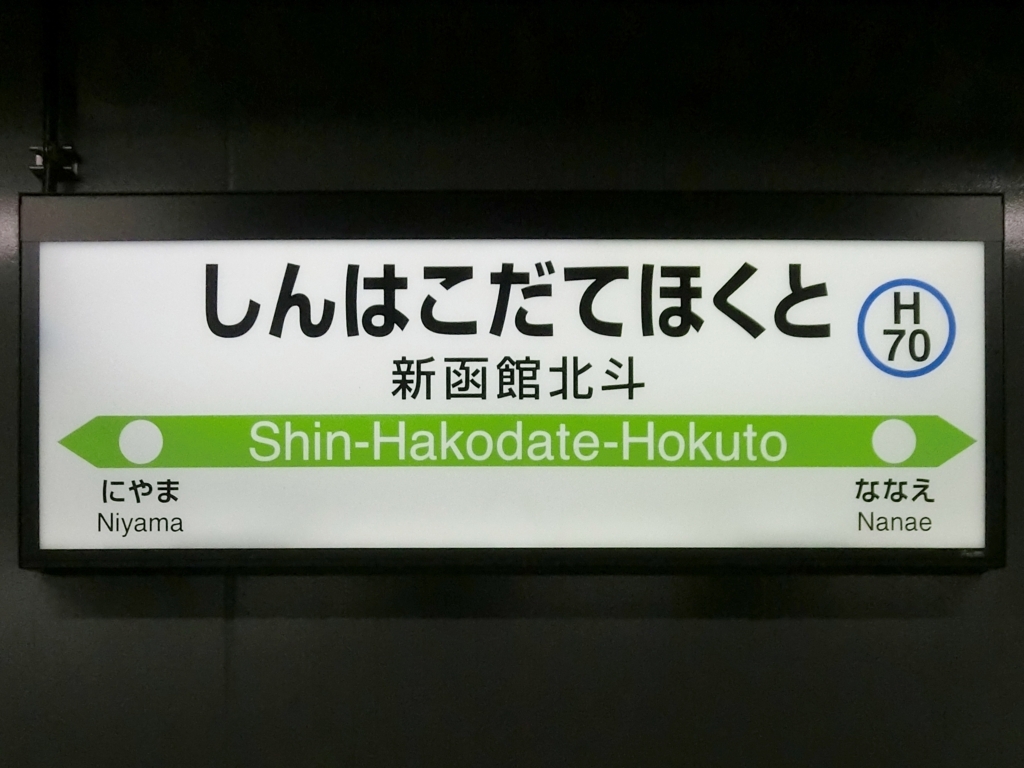 しんはこだてほくと
H
70
新函館北斗
Shin-Hakodate-Hokuto
にやま
Niyama
ななえ
Nanae